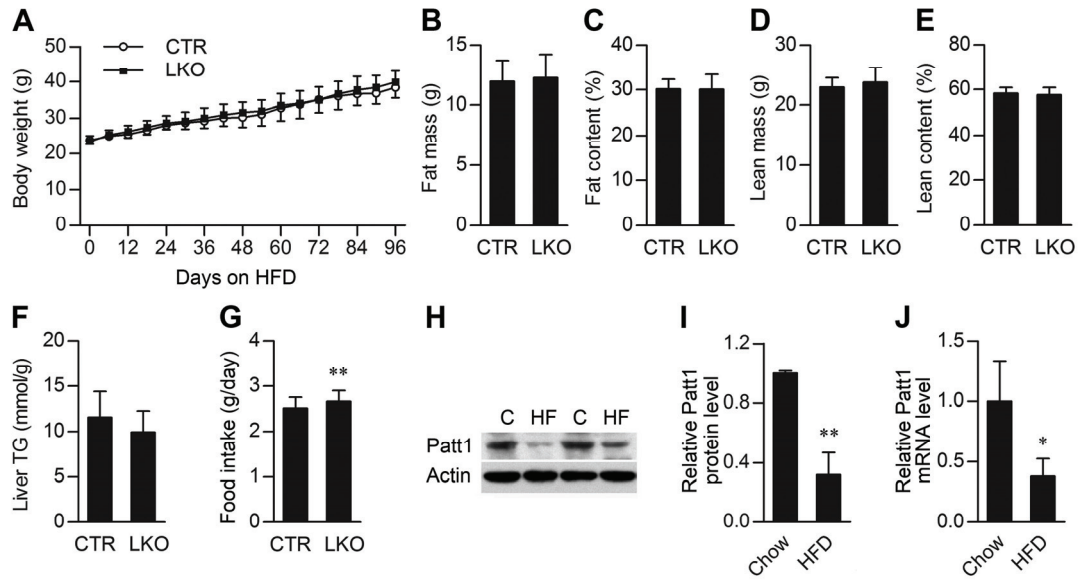 A
CTR
LKO
Body weight (g)
50
40
30
20
10
0
0 12 24 36 48 60 72 84 96
Days on HFD
B
Fat mass (g)
15
12
9
6
3
0
CTR LKO
C
Fat content (%)
40
30
20
10
0
CTR LKO
D
Lean mass (g)
30
20
10
0
CTR LKO
E
Lean content (%)
80
60
40
20
0
CTR LKO
F
Liver TG (mmol/g)
20
15
10
5
0
CTR LKO
G
Food intake (g/day)
4
3
2
1
0
**
CTR LKO
H
C HF C HF
Patt1
Actin
I
Relative Patt1
protein level
1.2
0.8
0.4
0.0
**
Chow HFD
J
Relative Patt1
mRNA level
1.5
1.0
0.5
0.0
*
Chow HFD